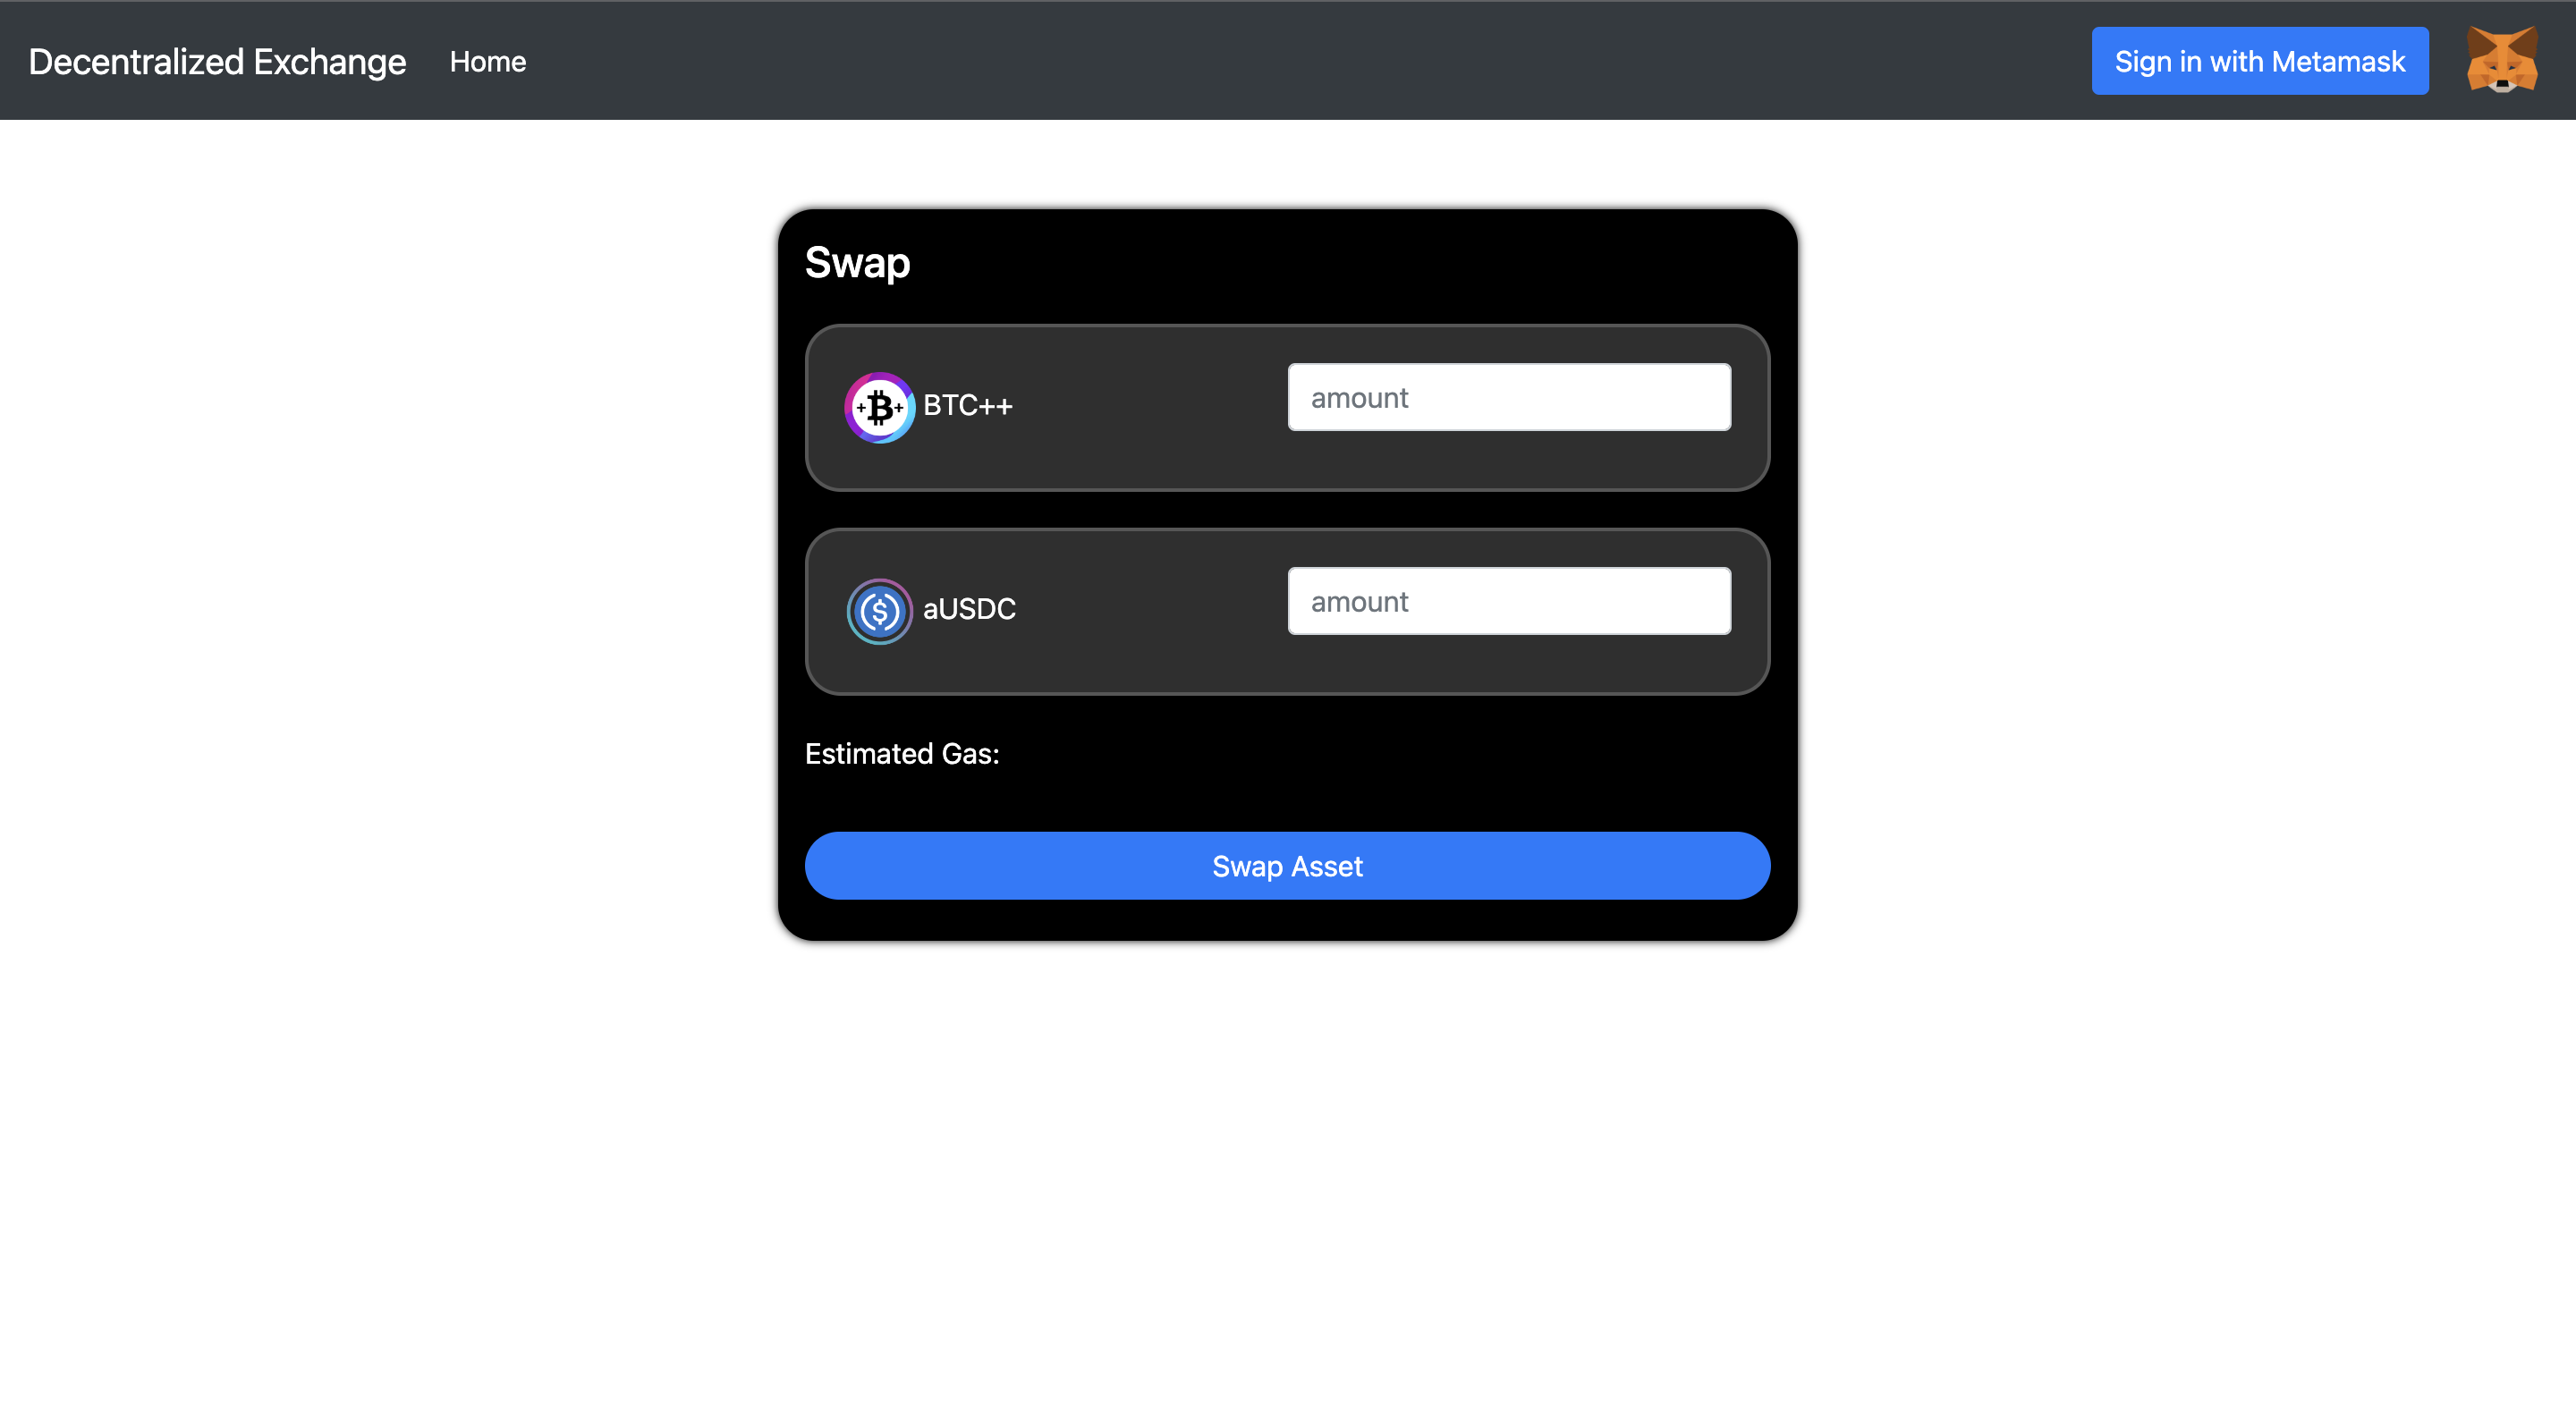 Decentralized Exchange Home Sign in with Metamask
Swap
BTC++ amount
aUSDC amount
Estimated Gas:
Swap Asset